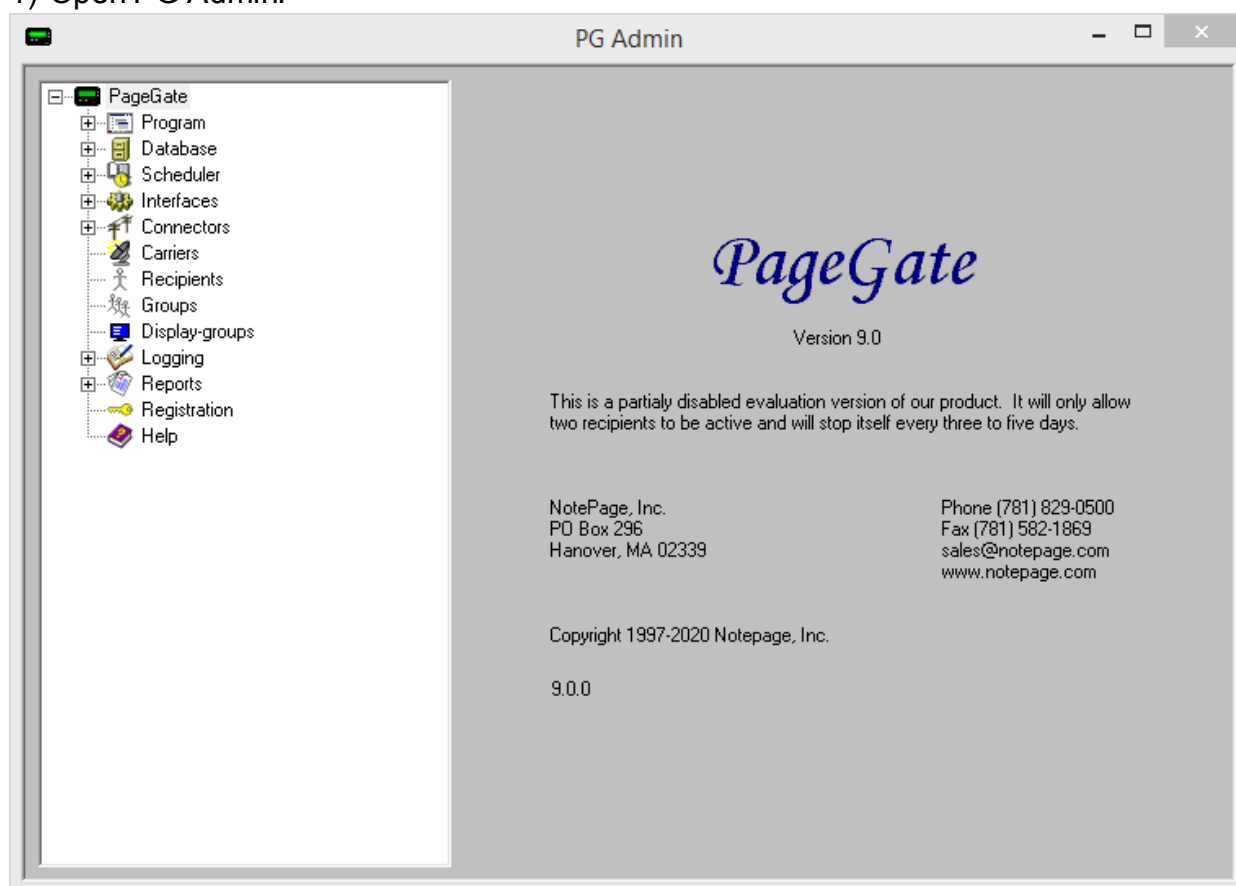 1) Open PG Admin.
PG Admin
PageGate
Program
Database
Scheduler
Interfaces
Connectors
Carriers
Recipients
Groups
Display-groups
Logging
Reports
Registration
Help
PageGate
Version 9.0
This is a partialy disabled evaluation version of our product. It will only allow
two recipients to be active and will stop itself every three to five days.
NotePage, Inc.
PO Box 296
Hanover, MA 02339
Phone (781) 829-0500
Fax (781) 582-1869
sales@notepage.com
www.notepage.com
Copyright 1997-2020 Notepage, Inc.
9.0.0